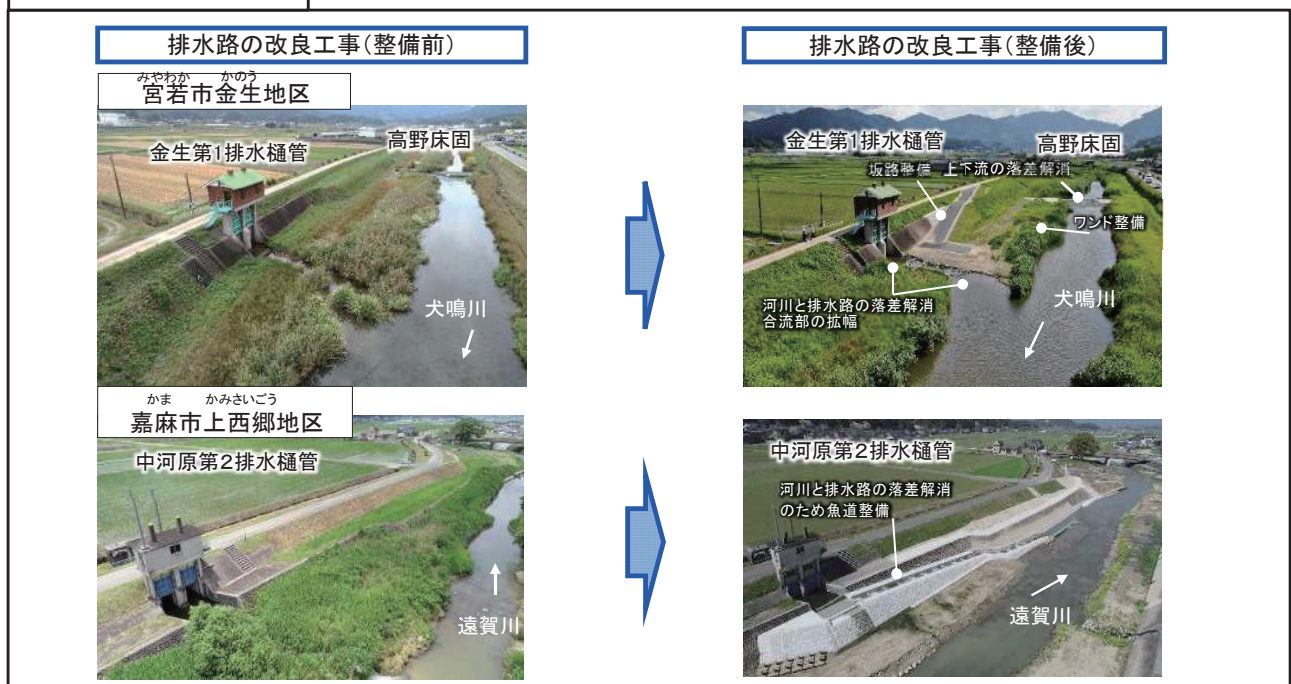 排水路の改良工事（整備前）
排水路の改良工事（整備後）
みやわか かのう
宮若市金生地区
金生第1排水樋管
高野床固
犬鳴川
金生第1排水樋管
高野床固
坂路整備
上下流の落差解消
ワンド整備
河川と排水路の落差解消
合流部の拡幅
犬鳴川
かま かみさいごう
嘉麻市上西郷地区
中河原第2排水樋管
遠賀川
中河原第2排水樋管
河川と排水路の落差解消
のため魚道整備
遠賀川